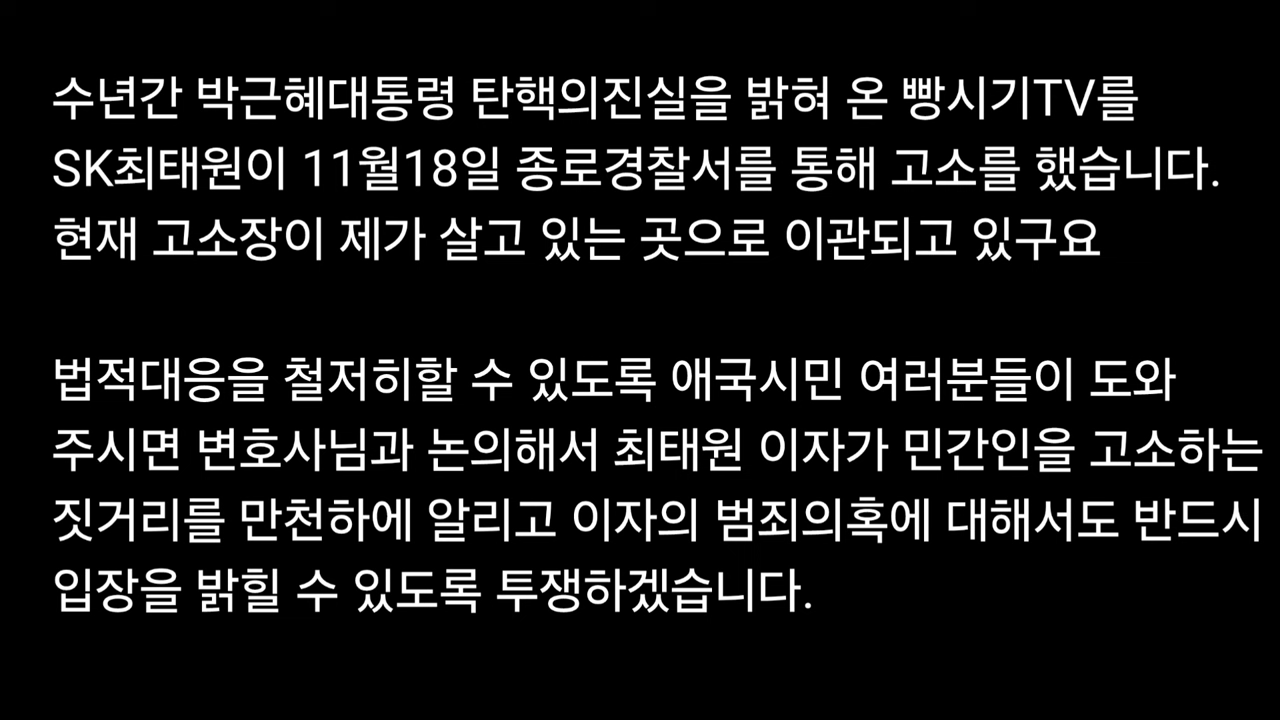 수년간 박근혜대통령 탄핵의진실을 밝혀 온 빵시기TV를
SK최태원이 11월18일 종로경찰서를 통해 고소를 했습니다.
현재 고소장이 제가 살고 있는 곳으로 이관되고 있구요
법적대응을 철저히할 수 있도록 애국시민 여러분들이 도와
주시면 변호사님과 논의해서 최태원 이자가 민간인을 고소하는
짓거리를 만천하에 알리고 이자의 범죄의혹에 대해서도 반드시
입장을 밝힐 수 있도록 투쟁하겠습니다.